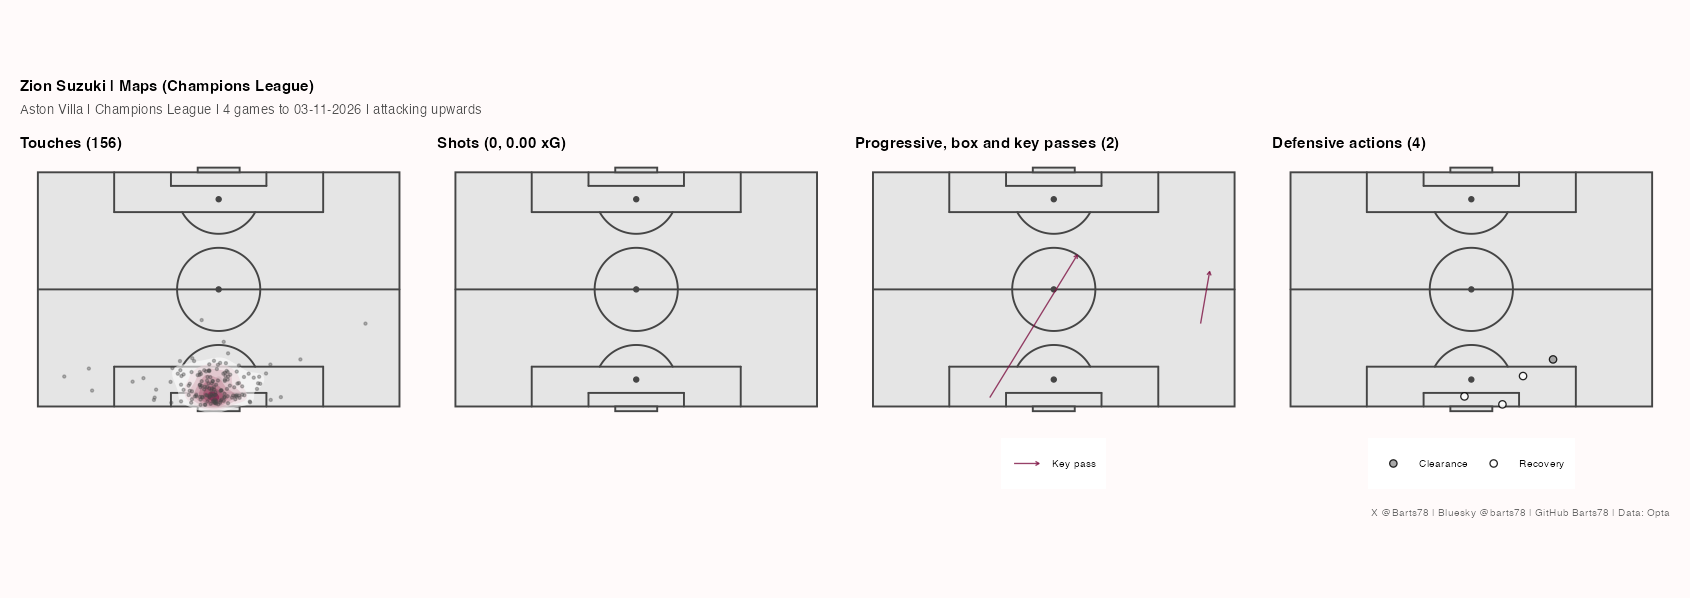 Zion Suzuki | Maps (Champions League)
Aston Villa | Champions League | 4 games to 03-11-2026 | attacking upwards
Touches (156)
Shots (0, 0.00 xG)
Progressive, box and key passes (2)
Defensive actions (4)
Key pass
Clearance
Recovery
X @Barts78 | Bluesky @barts78 | GitHub Barts78 | Data: Opta